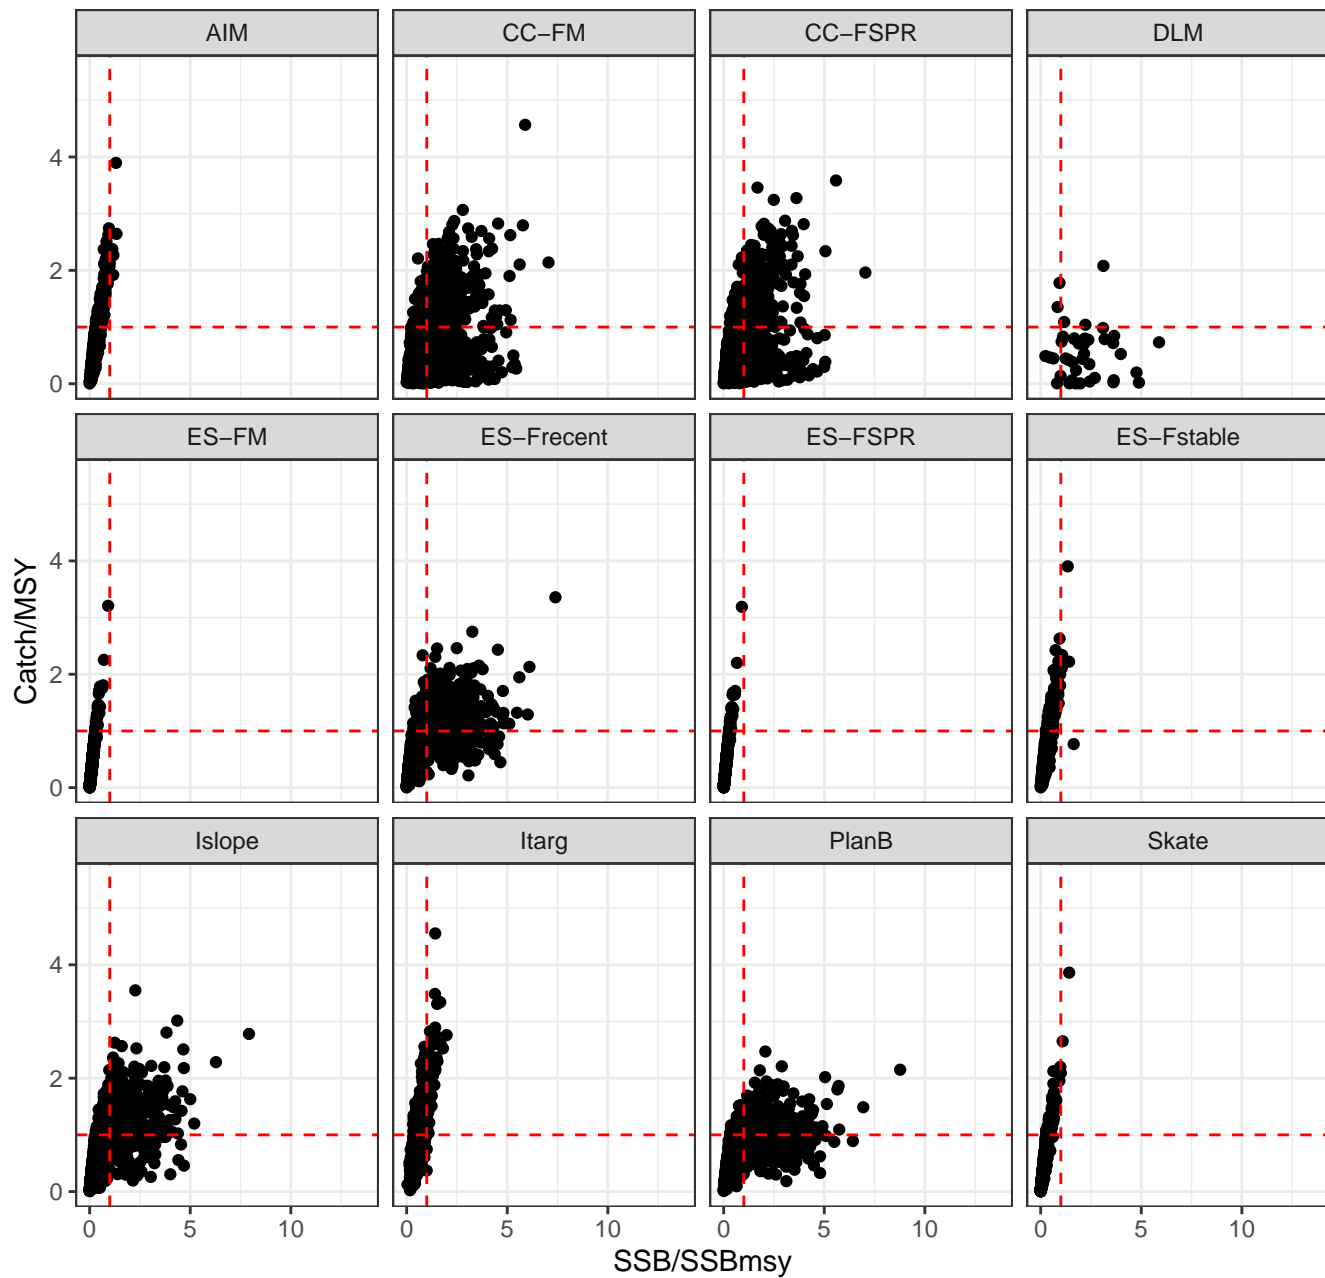 AIM CC−FM CC−FSPR DLM
4
2
0
ES−FM ES−Frecent ES−FSPR ES−Fstable
4
2
0
Catch/MSY
Islope Itarg PlanB Skate
4
2
0
0 5 10 0 5 10 0 5 10 0 5 10
SSB/SSBmsy